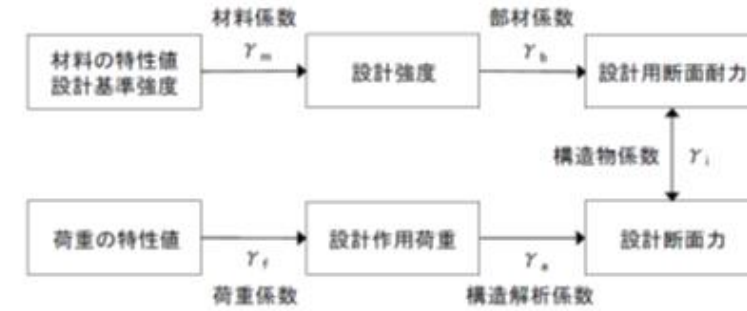 材料係数
部材係数
材料の特性値
設計基準強度
γm
設計強度
γb
設計用断面耐力
構造物係数
γi
荷重の特性値
γf
設計作用荷重
γa
設計断面力
荷重係数
構造解析係数